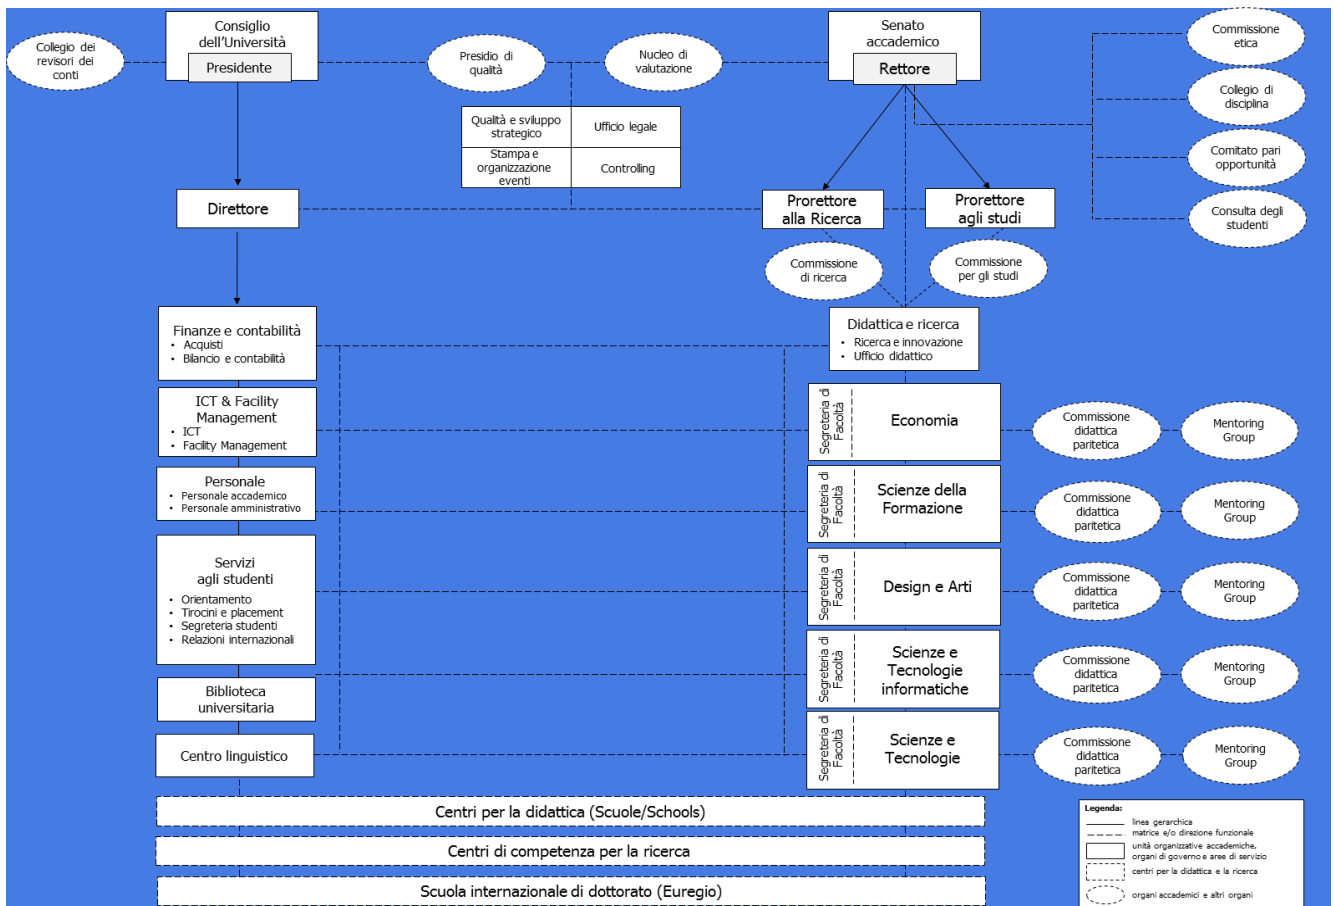 Collegio dei
revisori dei
conti
Consiglio
dell'Università
Presidente
Presidio di
qualità
Nucleo di
valutazione
Senato
accademico
Rettore
Commissione
etica
Collegio di
disciplina
Comitato pari
opportunità
Consulta degli
studenti
Qualità e sviluppo
strategico
Ufficio legale
Stampa e
organizzazione
eventi
Controlling
Direttore
Prorettore
alla Ricerca
Prorettore
agli studi
Commissione
di ricerca
Commissione
per gli studi
Finanze e contabilità
• Acquisti
• Bilancio e contabilità
Didattica e ricerca
• Ricerca e innovazione
• Ufficio didattico
ICT & Facility
Management
• ICT
• Facility Management
Segreteria di
Facoltà
Economia
Commissione
didattica
paritetica
Mentoring
Group
Personale
• Personale accademico
• Personale amministrativo
Segreteria di
Facoltà
Scienze della
Formazione
Commissione
didattica
paritetica
Mentoring
Group
Servizi
agli studenti
• Orientamento
• Tirocini e placement
• Segreteria studenti
• Relazioni internazionali
Segreteria di
Facoltà
Design e Arti
Commissione
didattica
paritetica
Mentoring
Group
Biblioteca
universitaria
Segreteria di
Facoltà
Scienze e
Tecnologie
informatiche
Commissione
didattica
paritetica
Mentoring
Group
Centro linguistico
Segreteria di
Facoltà
Scienze e
Tecnologie
Commissione
didattica
paritetica
Mentoring
Group
Centri per la didattica (Scuole/Schools)
Centri di competenza per la ricerca
Scuola internazionale di dottorato (Euregio)
Legenda:
linea gerarchica
matrice e/o direzione funzionale
unità organizzative accademiche,
organi di governo e aree di servizio
centri per la didattica e la ricerca
organi accademici e altri organi